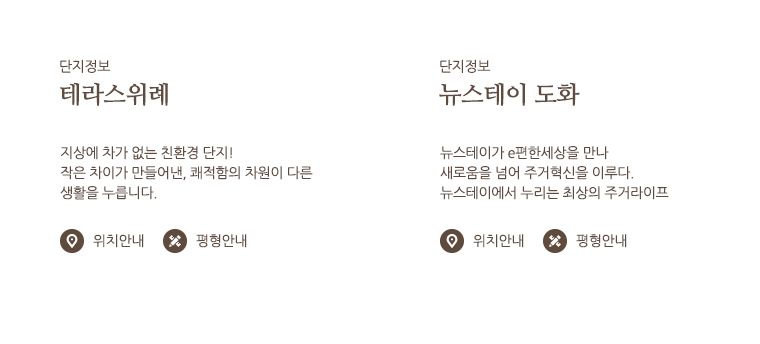 단지정보
테라스위례
지상에 차가 없는 친환경 단지!
작은 차이가 만들어낸, 쾌적함의 차원이 다른
생활을 누릅니다.
위치안내
평형안내
단지정보
뉴스테이 도화
뉴스테이가 e편한세상을 만나
새로움을 넘어 주거혁신을 이루다.
뉴스테이에서 누리는 최상의 주거라이프
위치안내
평형안내